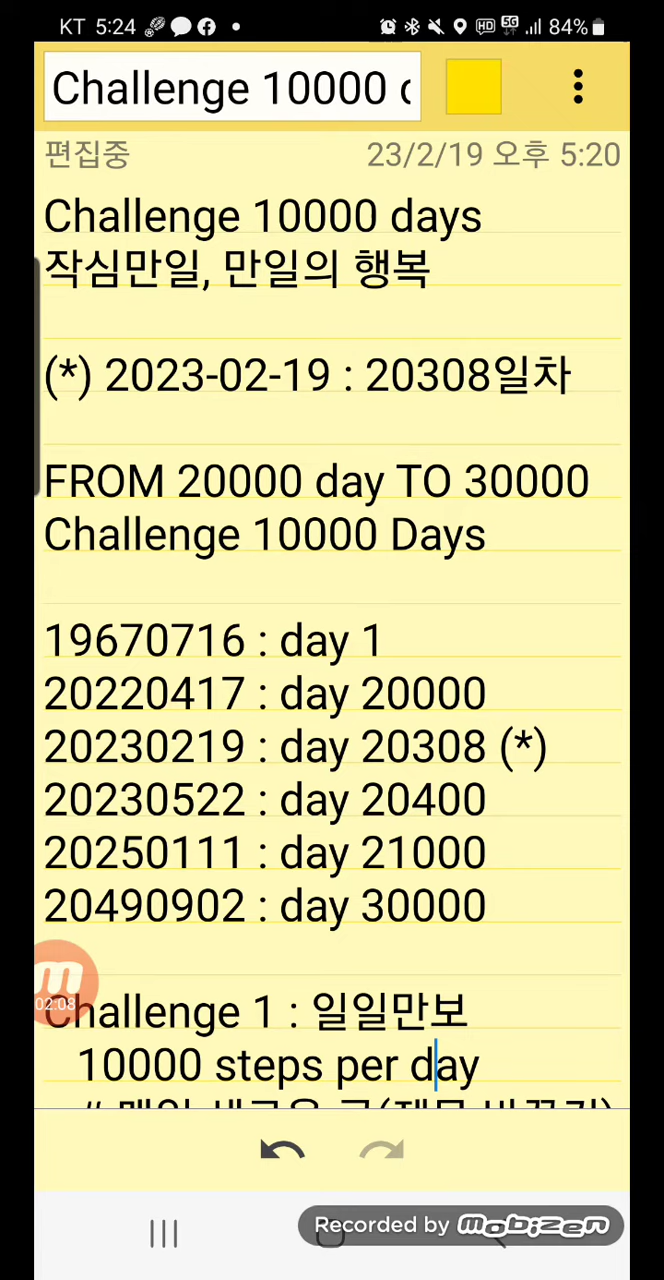 KT 5:24 HD 5G 84%
Challenge 10000
편집중 23/2/19 오후 5:20
Challenge 10000 days
작심만일, 만일의 행복
(*) 2023-02-19 : 20308일차
FROM 20000 day TO 30000
Challenge 10000 Days
19670716 : day 1
20220417 : day 20000
20230219 : day 20308 (*)
20230522 : day 20400
20250111 : day 21000
20490902 : day 30000
02:08
Challenge 1 : 일일만보
10000 steps per day
Recorded by mobizen